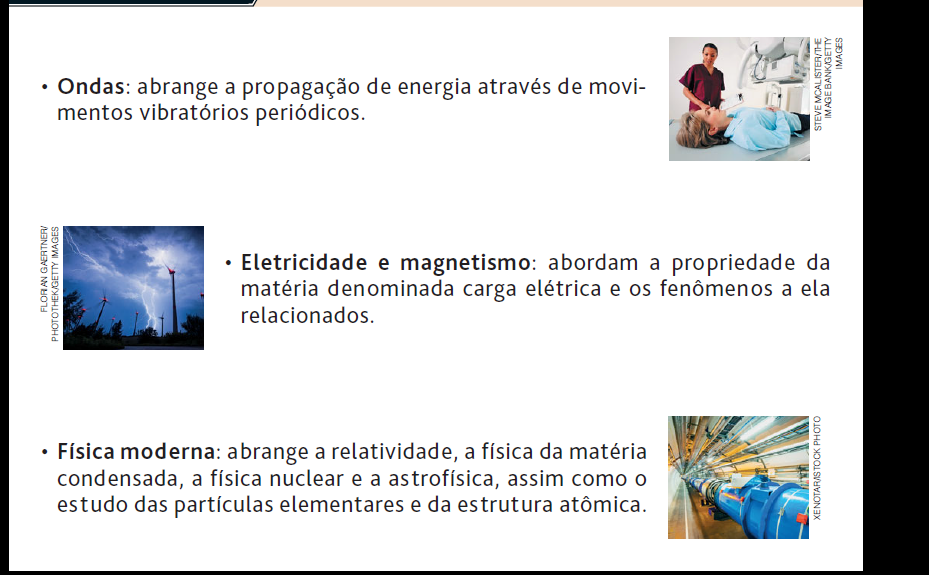 • Ondas: abrange a propagação de energia através de movi-
mentos vibratórios periódicos.
STEVE MCALISTER/THE
IMAGE BANK/GETTY
IMAGES
FLORIAN GAERTNER/
PHOTOTHEK/GETTY IMAGES
• Eletricidade e magnetismo: abordam a propriedade da
matéria denominada carga elétrica e os fenômenos a ela
relacionados.
• Física moderna: abrange a relatividade, a física da matéria
condensada, a física nuclear e a astrofísica, assim como o
estudo das partículas elementares e da estrutura atômica.
XENOTAR/ISTOCK PHOTO